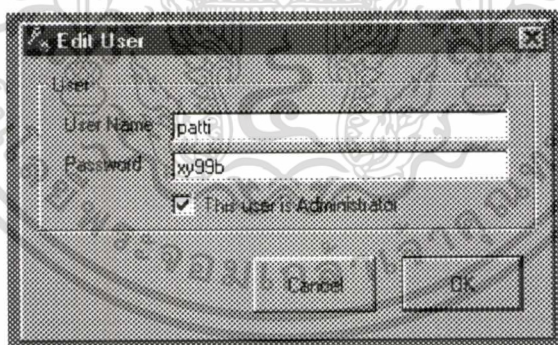 Edit User
User
User Name patti
Password xy99b
This user is Administrator
Cancel OK